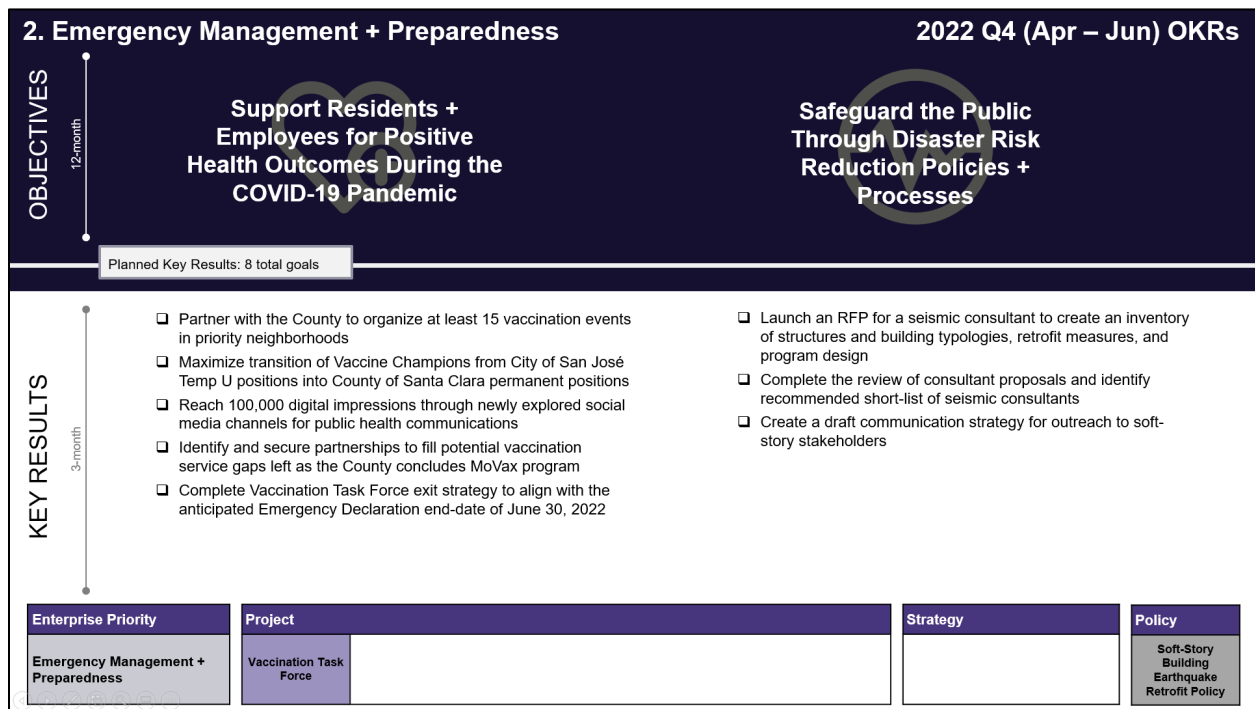 2. Emergency Management + Preparedness
2022 Q4 (Apr – Jun) OKRs
OBJECTIVES
12-month
Support Residents +
Employees for Positive
Health Outcomes During the
COVID-19 Pandemic
Safeguard the Public
Through Disaster Risk
Reduction Policies +
Processes
Planned Key Results: 8 total goals
KEY RESULTS
3-month
Partner with the County to organize at least 15 vaccination events
in priority neighborhoods
Maximize transition of Vaccine Champions from City of San José
Temp U positions into County of Santa Clara permanent positions
Reach 100,000 digital impressions through newly explored social
media channels for public health communications
Identify and secure partnerships to fill potential vaccination
service gaps left as the County concludes MoVax program
Complete Vaccination Task Force exit strategy to align with the
anticipated Emergency Declaration end-date of June 30, 2022
Launch an RFP for a seismic consultant to create an inventory
of structures and building typologies, retrofit measures, and
program design
Complete the review of consultant proposals and identify
recommended short-list of seismic consultants
Create a draft communication strategy for outreach to soft-
story stakeholders
Enterprise Priority
Emergency Management +
Preparedness
Project
Vaccination Task
Force
Strategy
Policy
Soft-Story
Building
Earthquake
Retrofit Policy